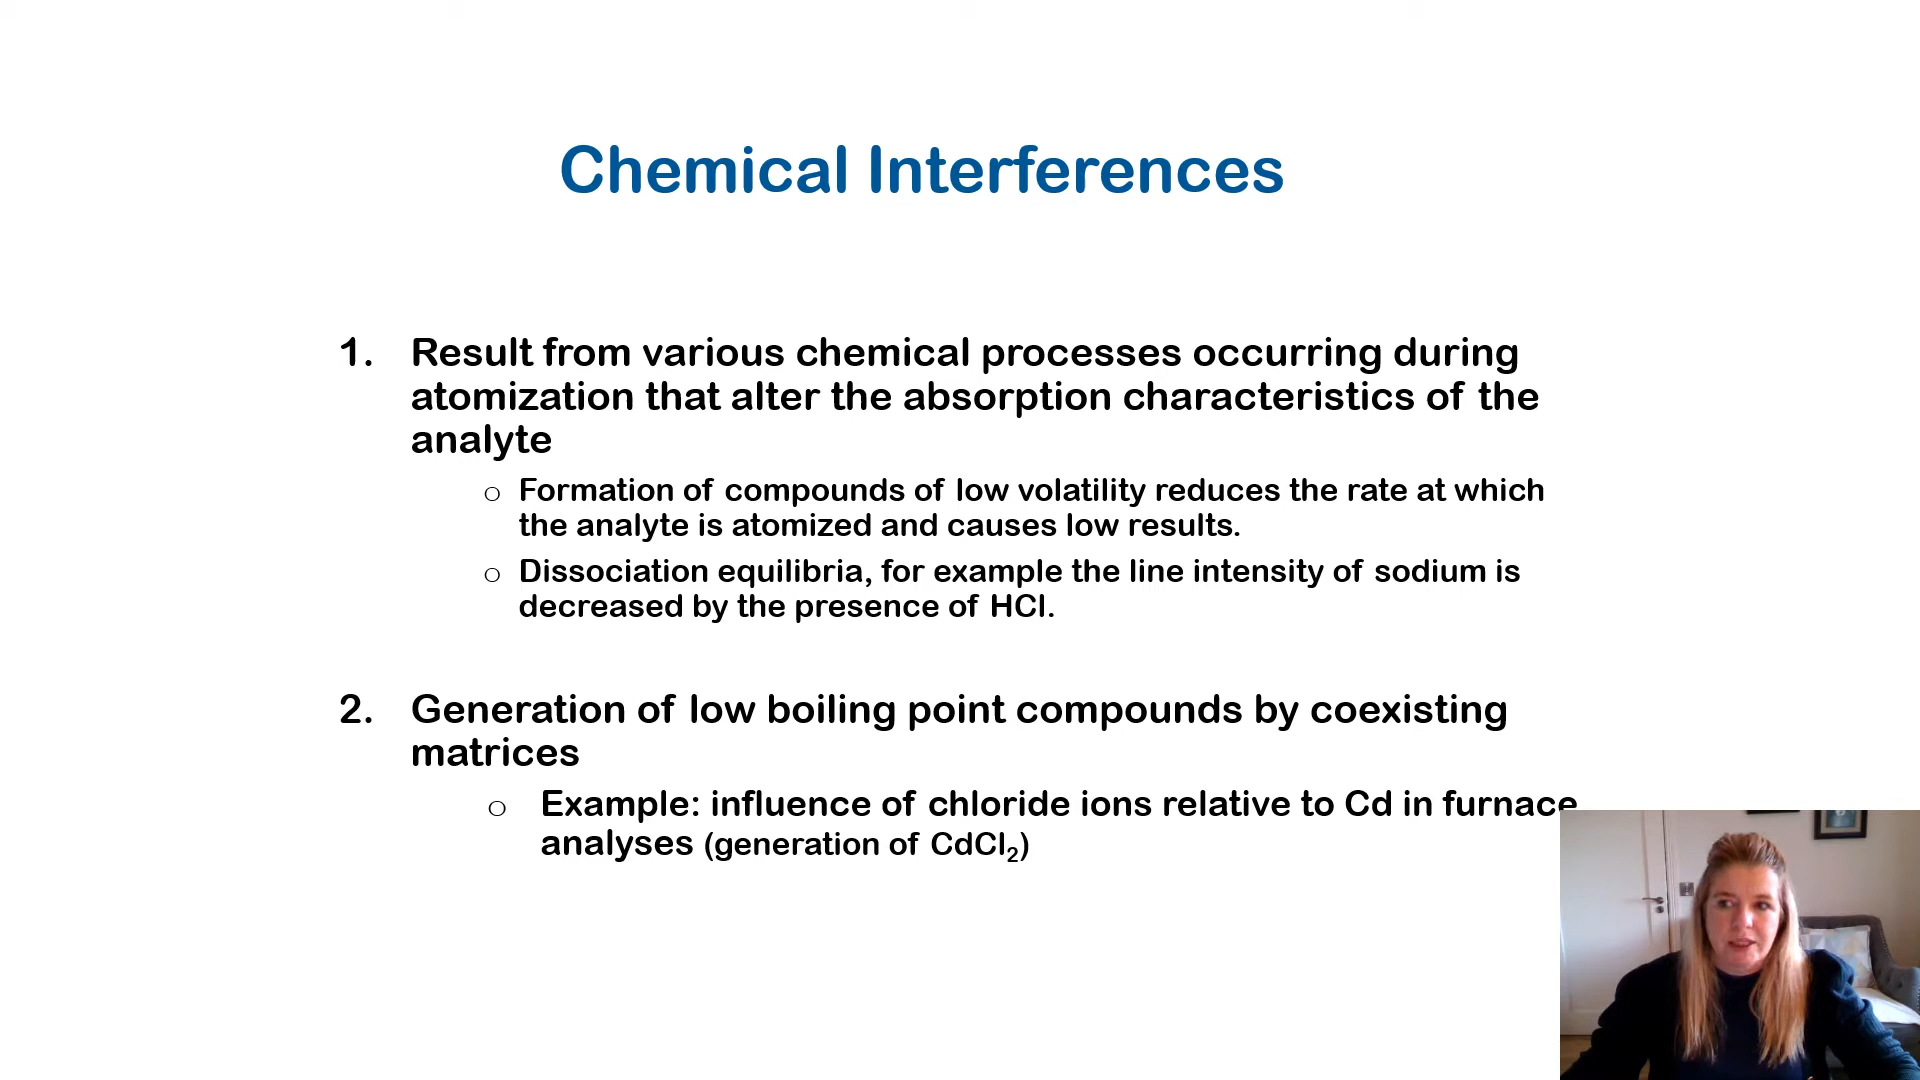 Chemical Interferences
1. Result from various chemical processes occurring during
atomization that alter the absorption characteristics of the
analyte
o Formation of compounds of low volatility reduces the rate at which
the analyte is atomized and causes low results.
o Dissociation equilibria, for example the line intensity of sodium is
decreased by the presence of HCl.
2. Generation of low boiling point compounds by coexisting
matrices
o Example: influence of chloride ions relative to Cd in furnace
analyses (generation of CdCl₂)